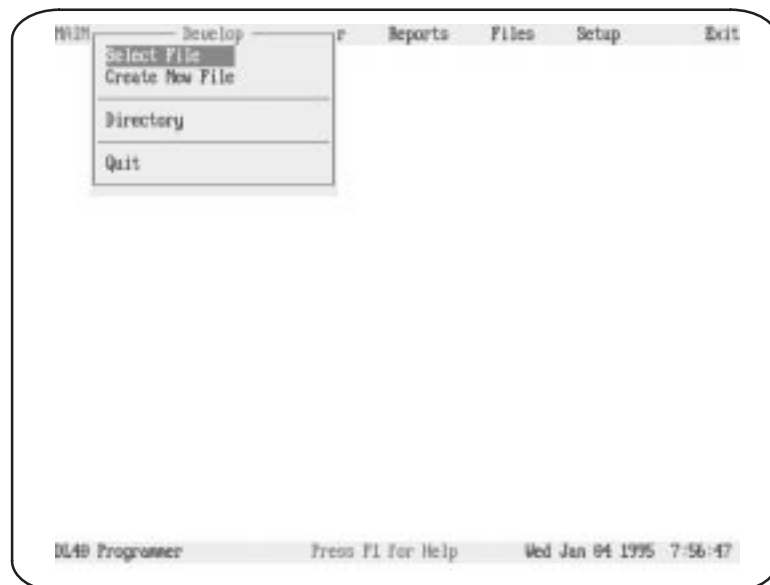 MAIN Develop r Reports Files Setup Exit
Select File
Create New File
Directory
Quit
DL40 Programmer Press F1 for Help Wed Jan 04 1995 7:56:47